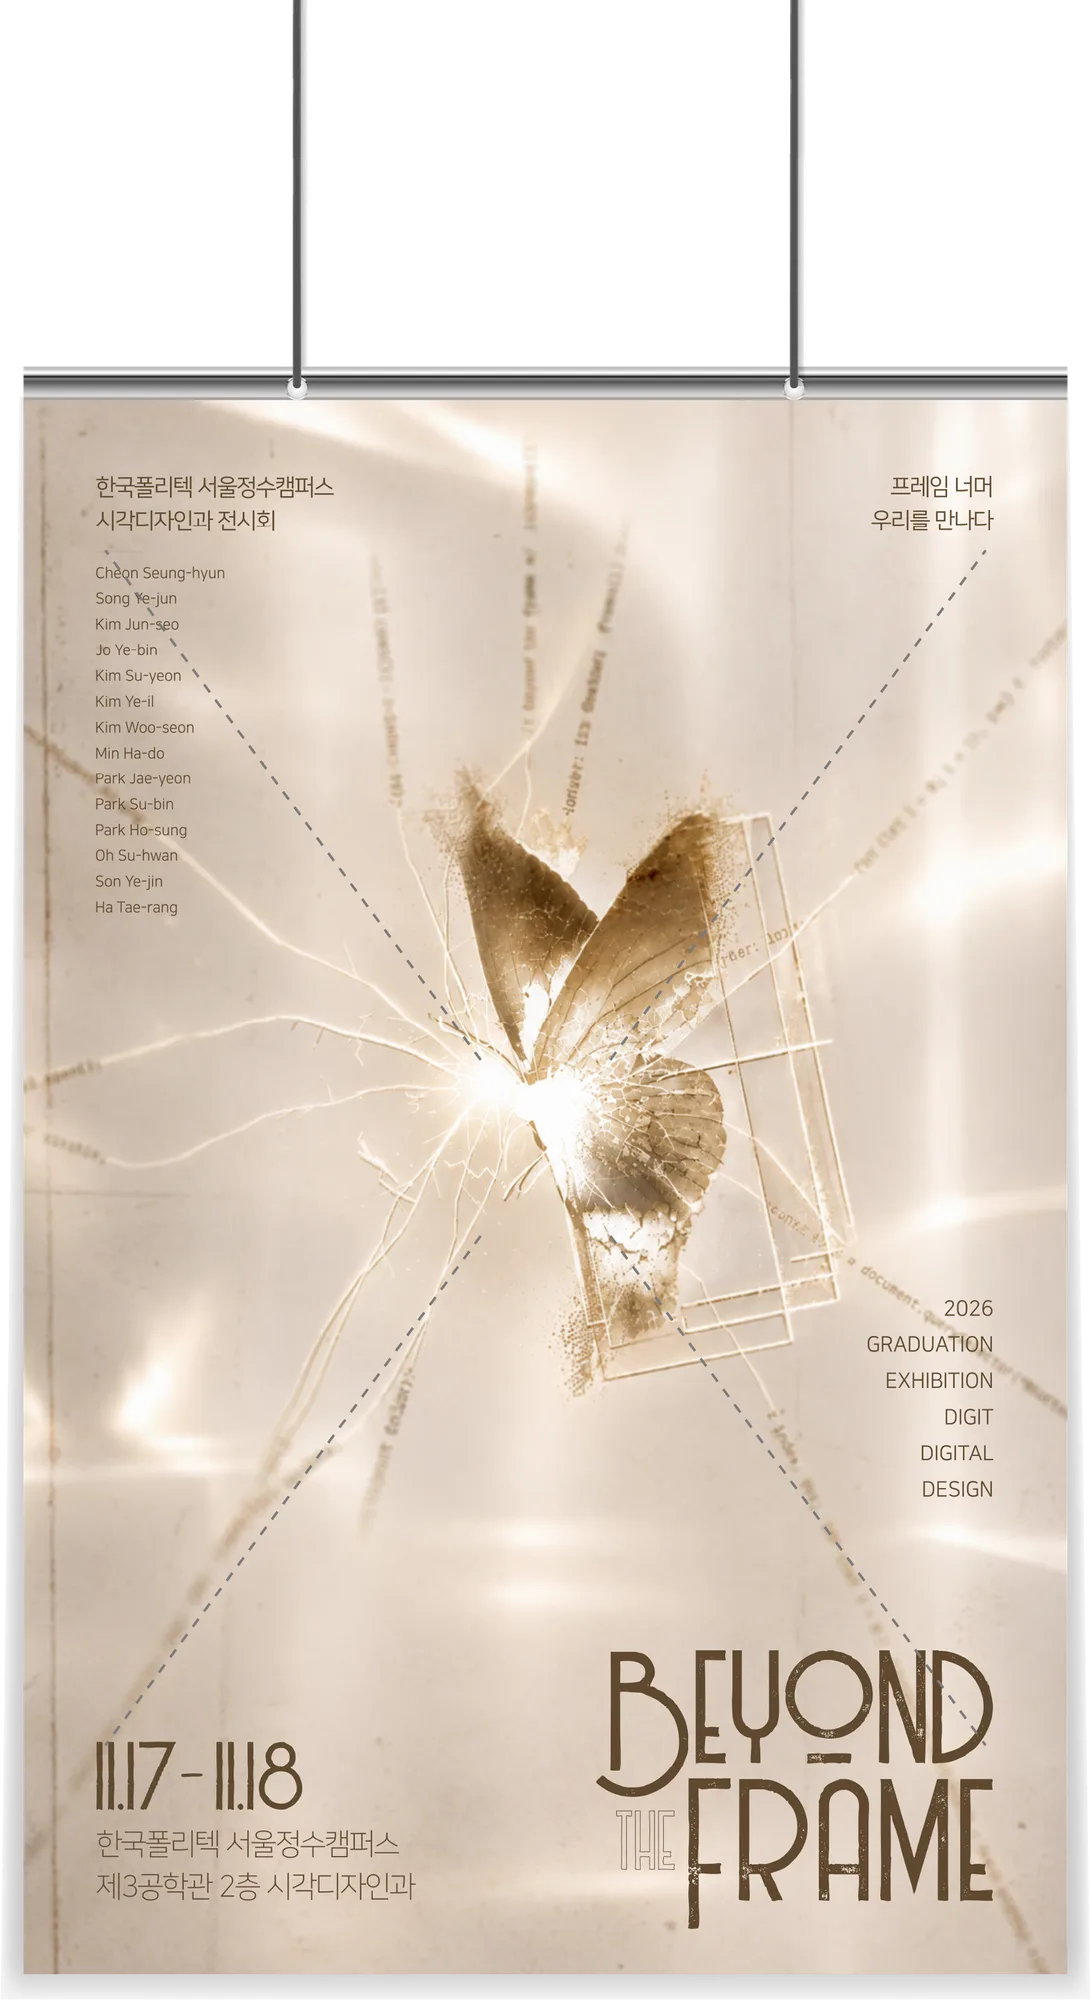 한국폴리텍 서울정수캠퍼스
시각디자인과 전시회
프레임 너머
우리를 만나다
Cheon Seung-hyun
Song Ye-jun
Kim Jun-seo
Jo Ye-bin
Kim Su-yeon
Kim Ye-il
Kim Woo-seon
Min Ha-do
Park Jae-yeon
Park Su-bin
Park Ho-sung
Oh Su-hwan
Son Ye-jin
Ha Tae-rang
2026
GRADUATION
EXHIBITION
DIGIT
DIGITAL
DESIGN
BEYOND
THE FRAME
11.17 - 11.18
한국폴리텍 서울정수캠퍼스
제3공학관 2층 시각디자인과